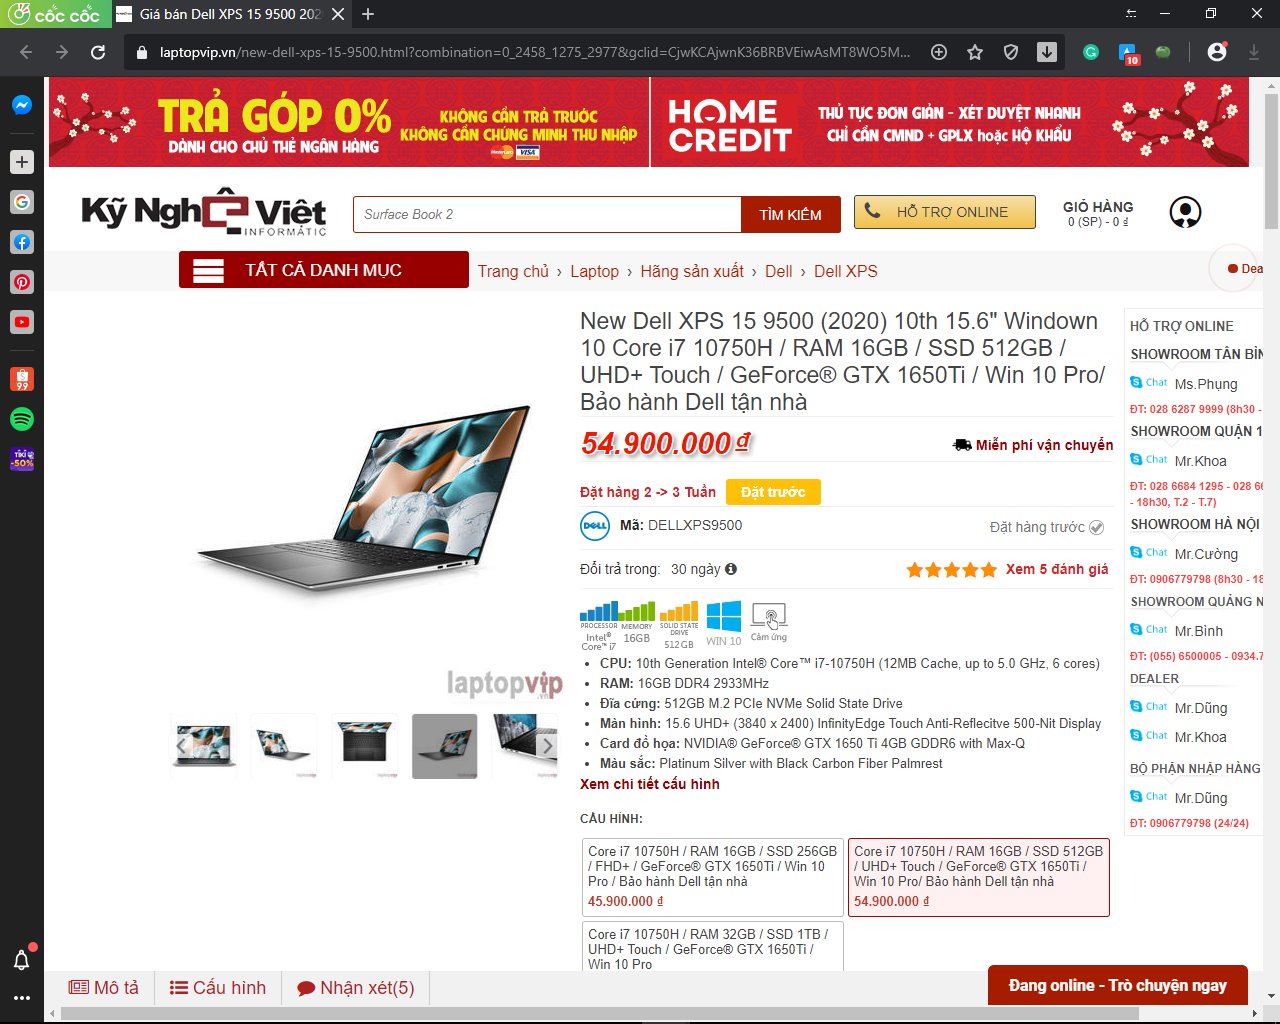 cốc cốc
Giá bán Dell XPS 15 9500 202
laptopvip.vn/new-dell-xps-15-9500.html?combination=0_2458_1275_2977&gclid=CjwKCAjwnK36BRBVEiwAsMT8WO5M...
10
TRẢ GÓP 0%
DÀNH CHO CHỦ THẺ NGÂN HÀNG
KHÔNG CẦN TRẢ TRƯỚC
KHÔNG CẦN CHỨNG MINH THU NHẬP
VISA
HOME
CREDIT
THỦ TỤC ĐƠN GIẢN - XÉT DUYỆT NHANH
CHỈ CẦN CMND + GPLX hoặc HỘ KHẨU
Kỹ Nghệ Việt
INFORMATIC
Surface Book 2
TÌM KIẾM
HỖ TRỢ ONLINE
GIỎ HÀNG
0 (SP) - 0 ₫
TẤT CẢ DANH MỤC
Trang chủ › Laptop › Hãng sản xuất › Dell › Dell XPS
Dea
New Dell XPS 15 9500 (2020) 10th 15.6" Windown
10 Core i7 10750H / RAM 16GB / SSD 512GB /
UHD+ Touch / GeForce® GTX 1650Ti / Win 10 Pro/
Bảo hành Dell tận nhà
54.900.000 ₫
Miễn phí vận chuyển
Đặt hàng 2 -> 3 Tuần
Đặt trước
DELL
Mã: DELLXPS9500
Đặt hàng trước
Đổi trả trong: 30 ngày
Xem 5 đánh giá
PROCESSOR
Intel®
Core™ i7
MEMORY
16GB
SOLID STATE
DRIVE
512GB
WIN 10
Cảm ứng
• CPU: 10th Generation Intel® Core™ i7-10750H (12MB Cache, up to 5.0 GHz, 6 cores)
• RAM: 16GB DDR4 2933MHz
• Đĩa cứng: 512GB M.2 PCIe NVMe Solid State Drive
• Màn hình: 15.6 UHD+ (3840 x 2400) InfinityEdge Touch Anti-Reflecitve 500-Nit Display
• Card đồ họa: NVIDIA® GeForce® GTX 1650 Ti 4GB GDDR6 with Max-Q
• Màu sắc: Platinum Silver with Black Carbon Fiber Palmrest
Xem chi tiết cấu hình
CẤU HÌNH:
Core i7 10750H / RAM 16GB / SSD 256GB
/ FHD+ / GeForce® GTX 1650Ti / Win 10
Pro / Bảo hành Dell tận nhà
45.900.000 ₫
Core i7 10750H / RAM 16GB / SSD 512GB
/ UHD+ Touch / GeForce® GTX 1650Ti /
Win 10 Pro/ Bảo hành Dell tận nhà
54.900.000 ₫
Core i7 10750H / RAM 32GB / SSD 1TB /
UHD+ Touch / GeForce® GTX 1650Ti /
Win 10 Pro
laptopvip
.vn
HỖ TRỢ ONLINE
SHOWROOM TÂN BÌN
Chat Ms.Phụng
ĐT: 028 6287 9999 (8h30 -
SHOWROOM QUẬN 1
Chat Mr.Khoa
ĐT: 028 6684 1295 - 028 66
- 18h30, T.2 - T.7)
SHOWROOM HÀ NỘI
Chat Mr.Cường
ĐT: 0906779798 (8h30 - 18
SHOWROOM QUẢNG N
Chat Mr.Bình
ĐT: (055) 6500005 - 0934.7
DEALER
Chat Mr.Dũng
Chat Mr.Khoa
BỘ PHẬN NHẬP HÀNG
Chat Mr.Dũng
ĐT: 0906779798 (24/24)
99
TIKI
-50%
Mô tả
Cấu hình
Nhận xét(5)
Đang online - Trò chuyện ngay